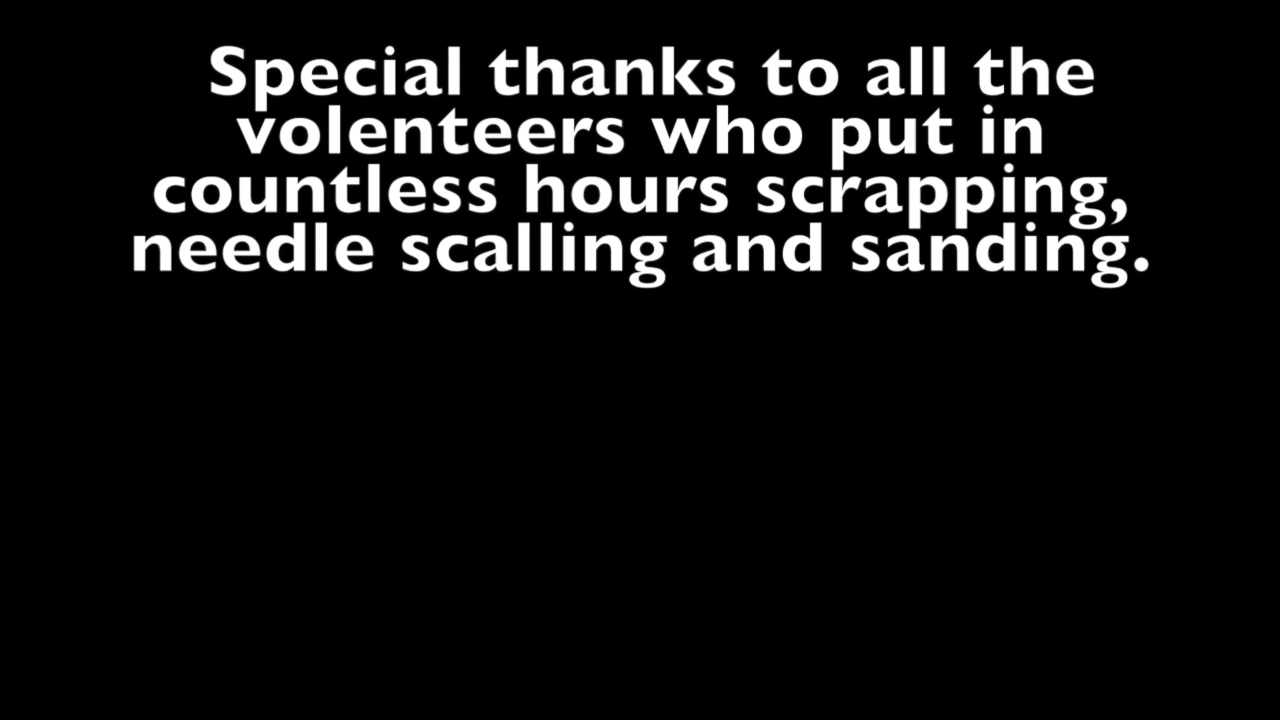 Special thanks to all the
volenteers who put in
countless hours scrapping,
needle scalling and sanding.